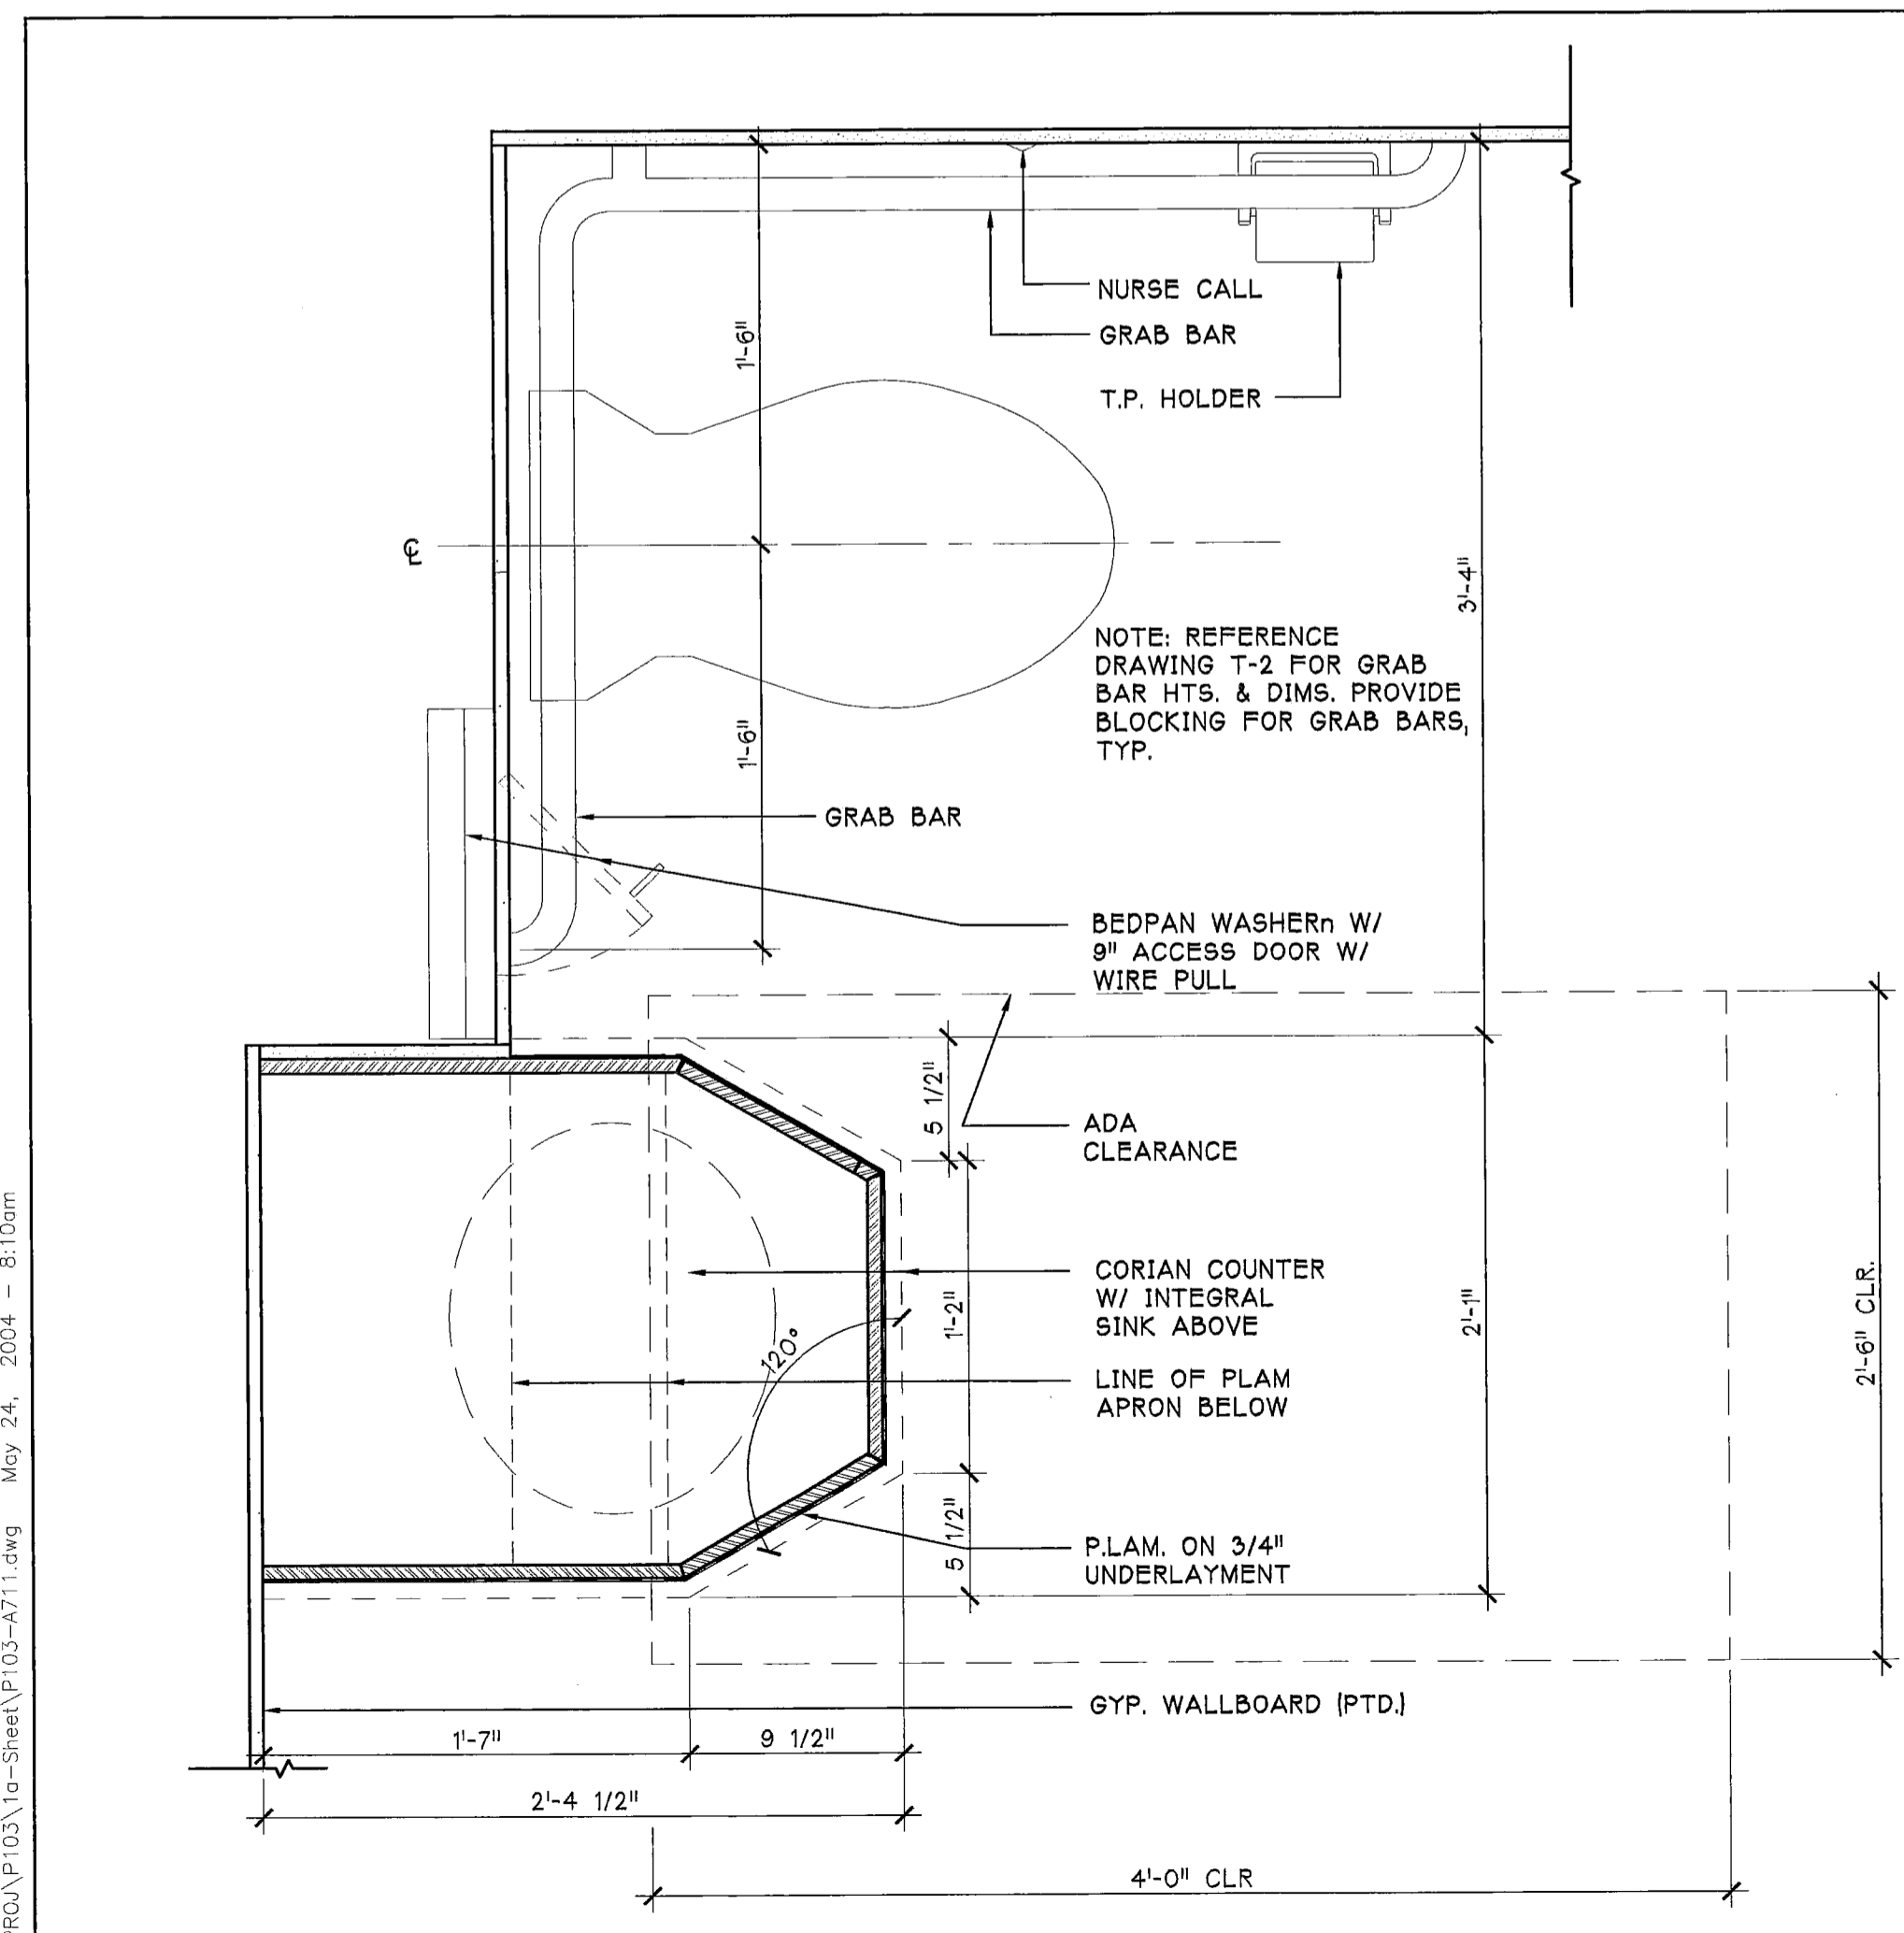 NURSE CALL
GRAB BAR
T.P. HOLDER
1'-6"
℄
3'-4"
NOTE: REFERENCE
DRAWING T-2 FOR GRAB
BAR HTS. & DIMS. PROVIDE
BLOCKING FOR GRAB BARS,
TYP.
1'-6"
GRAB BAR
BEDPAN WASHERn W/
9" ACCESS DOOR W/
WIRE PULL
5 1/2"
ADA
CLEARANCE
CORIAN COUNTER
W/ INTEGRAL
SINK ABOVE
1'-2"
2'-1"
2'-6" CLR.
120°
LINE OF PLAM
APRON BELOW
5 1/2"
P.LAM. ON 3/4"
UNDERLAYMENT
GYP. WALLBOARD (PTD.)
1'-7"
9 1/2"
2'-4 1/2"
4'-0" CLR
PROJ\P103\1a-Sheet\P103-A711.dwg May 24, 2004 - 8:10am